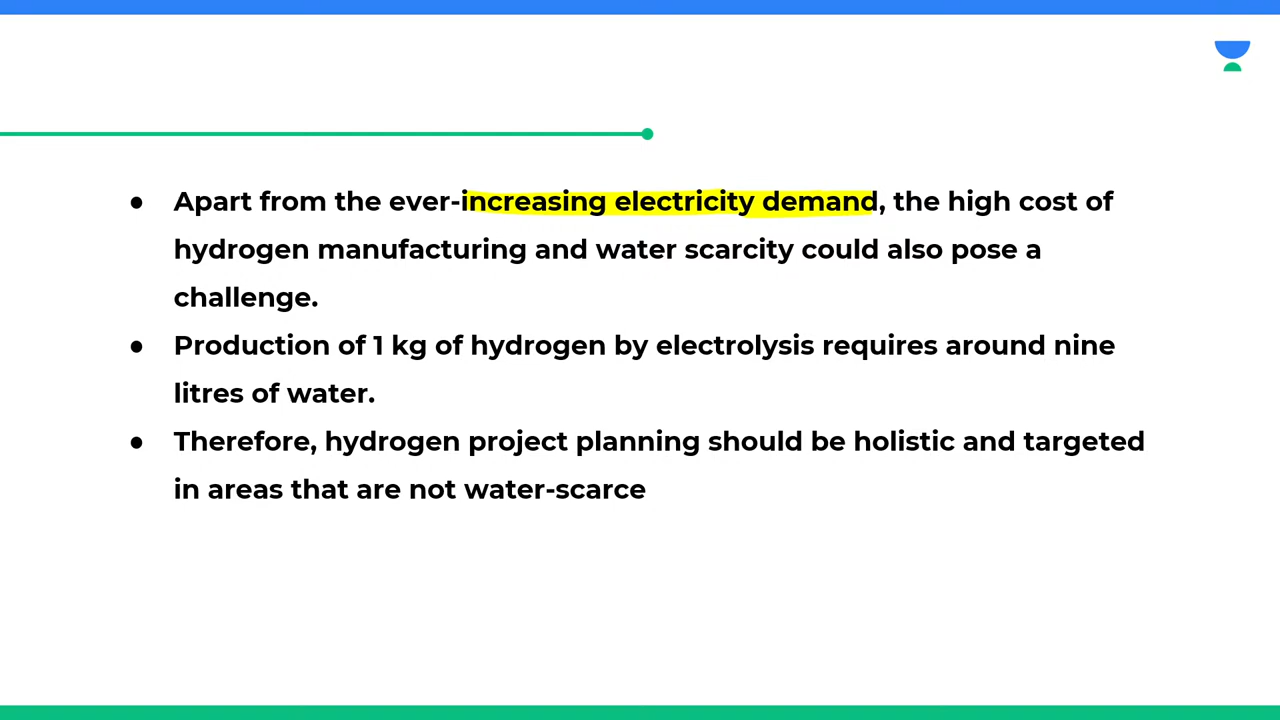 ● Apart from the ever-increasing electricity demand, the high cost of
hydrogen manufacturing and water scarcity could also pose a
challenge.
● Production of 1 kg of hydrogen by electrolysis requires around nine
litres of water.
● Therefore, hydrogen project planning should be holistic and targeted
in areas that are not water-scarce